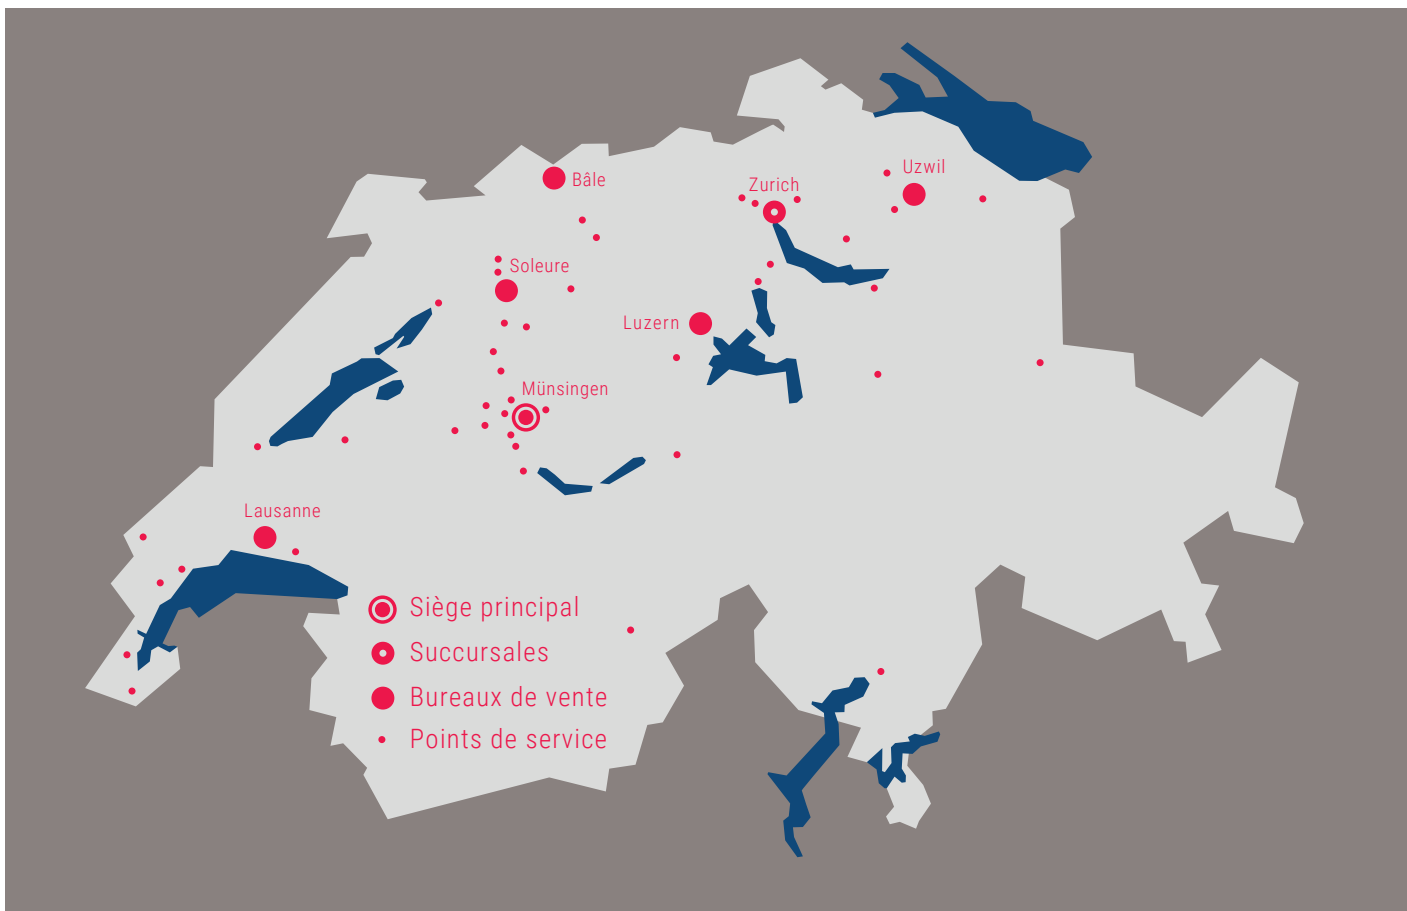 Uzwil
Bâle
Zurich
Soleure
Luzern
Münsingen
Lausanne
Siège principal
Succursales
Bureaux de vente
Points de service